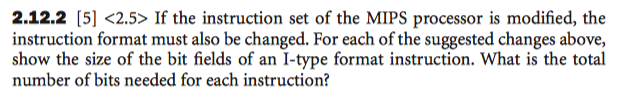 2.12.2 [5] <2.5> If the instruction set of the MIPS processor is modified, the
instruction format must also be changed. For each of the suggested changes above,
show the size of the bit fields of an I-type format instruction. What is the total
number of bits needed for each instruction?